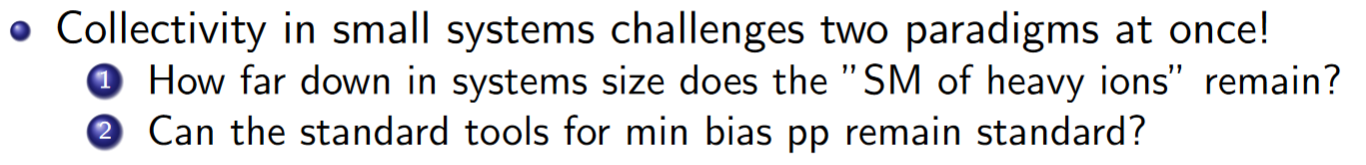 Collectivity in small systems challenges two paradigms at once!
1 How far down in systems size does the "SM of heavy ions" remain?
2 Can the standard tools for min bias pp remain standard?